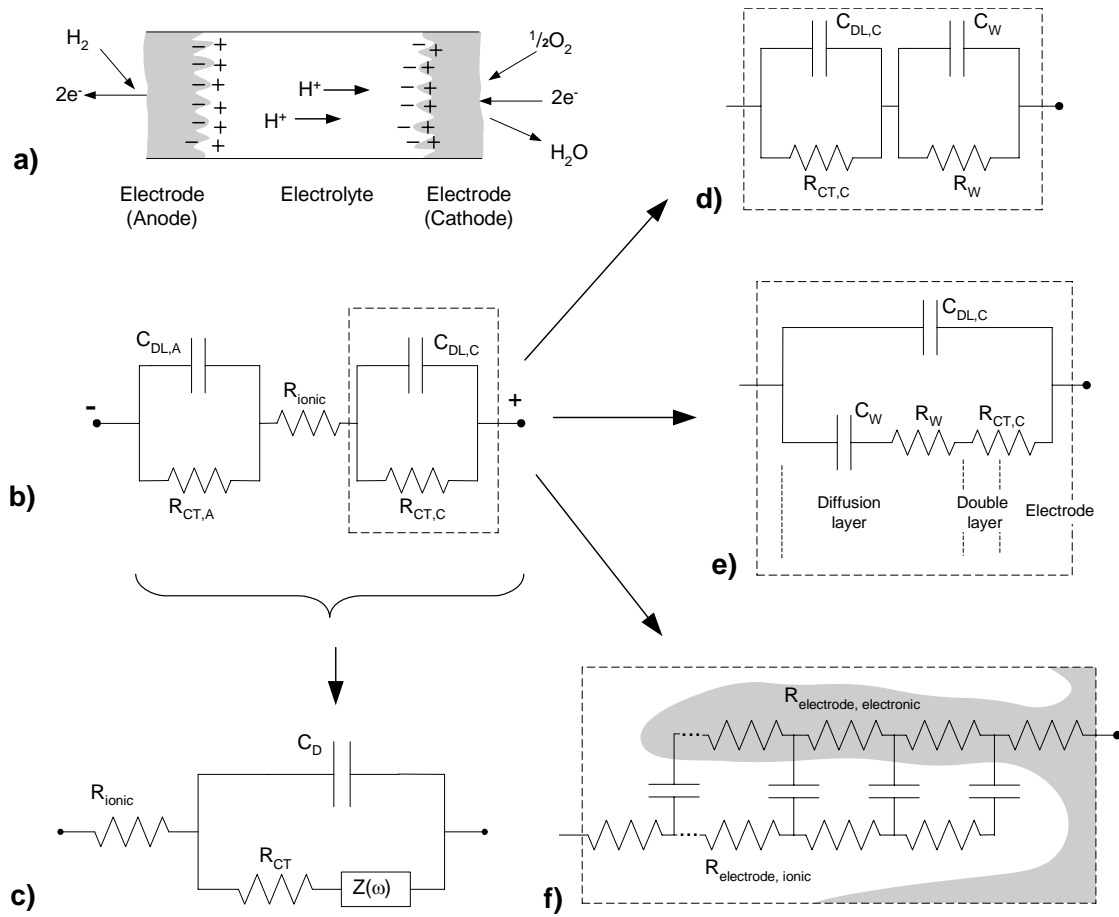 a)
H2
2e-
H+
H+
½O2
2e-
H2O
Electrode
(Anode)
Electrolyte
Electrode
(Cathode)
b)
-
CDL,A
RCT,A
Rionic
CDL,C
RCT,C
+
c)
Rionic
CD
RCT
Z(ω)
d)
CDL,C
CW
RCT,C
RW
e)
CDL,C
CW
RW
RCT,C
Diffusion
layer
Double
layer
Electrode
f)
Relectrode, electronic
Relectrode, ionic